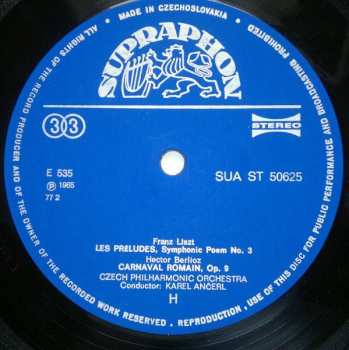 MADE IN CZECHOSLOVAKIA
ALL RIGHTS OF THE RECORD PRODUCER AND OF THE OWNER OF THE RECORDED WORK RESERVED . REPRODUCTION, USE OF THIS DISC FOR PUBLIC PERFORMANCE AND BROADCASTING PROHIBITED
SUPRAPHON
33
STEREO
E 535
SUA ST 50625
Ⓟ 1965
77 2
Franz Liszt
LES PRELUDES, Symphonic Poem No. 3
Hector Berlioz
CARNAVAL ROMAIN, Op. 9
CZECH PHILHARMONIC ORCHESTRA
Conductor: KAREL ANČERL
H